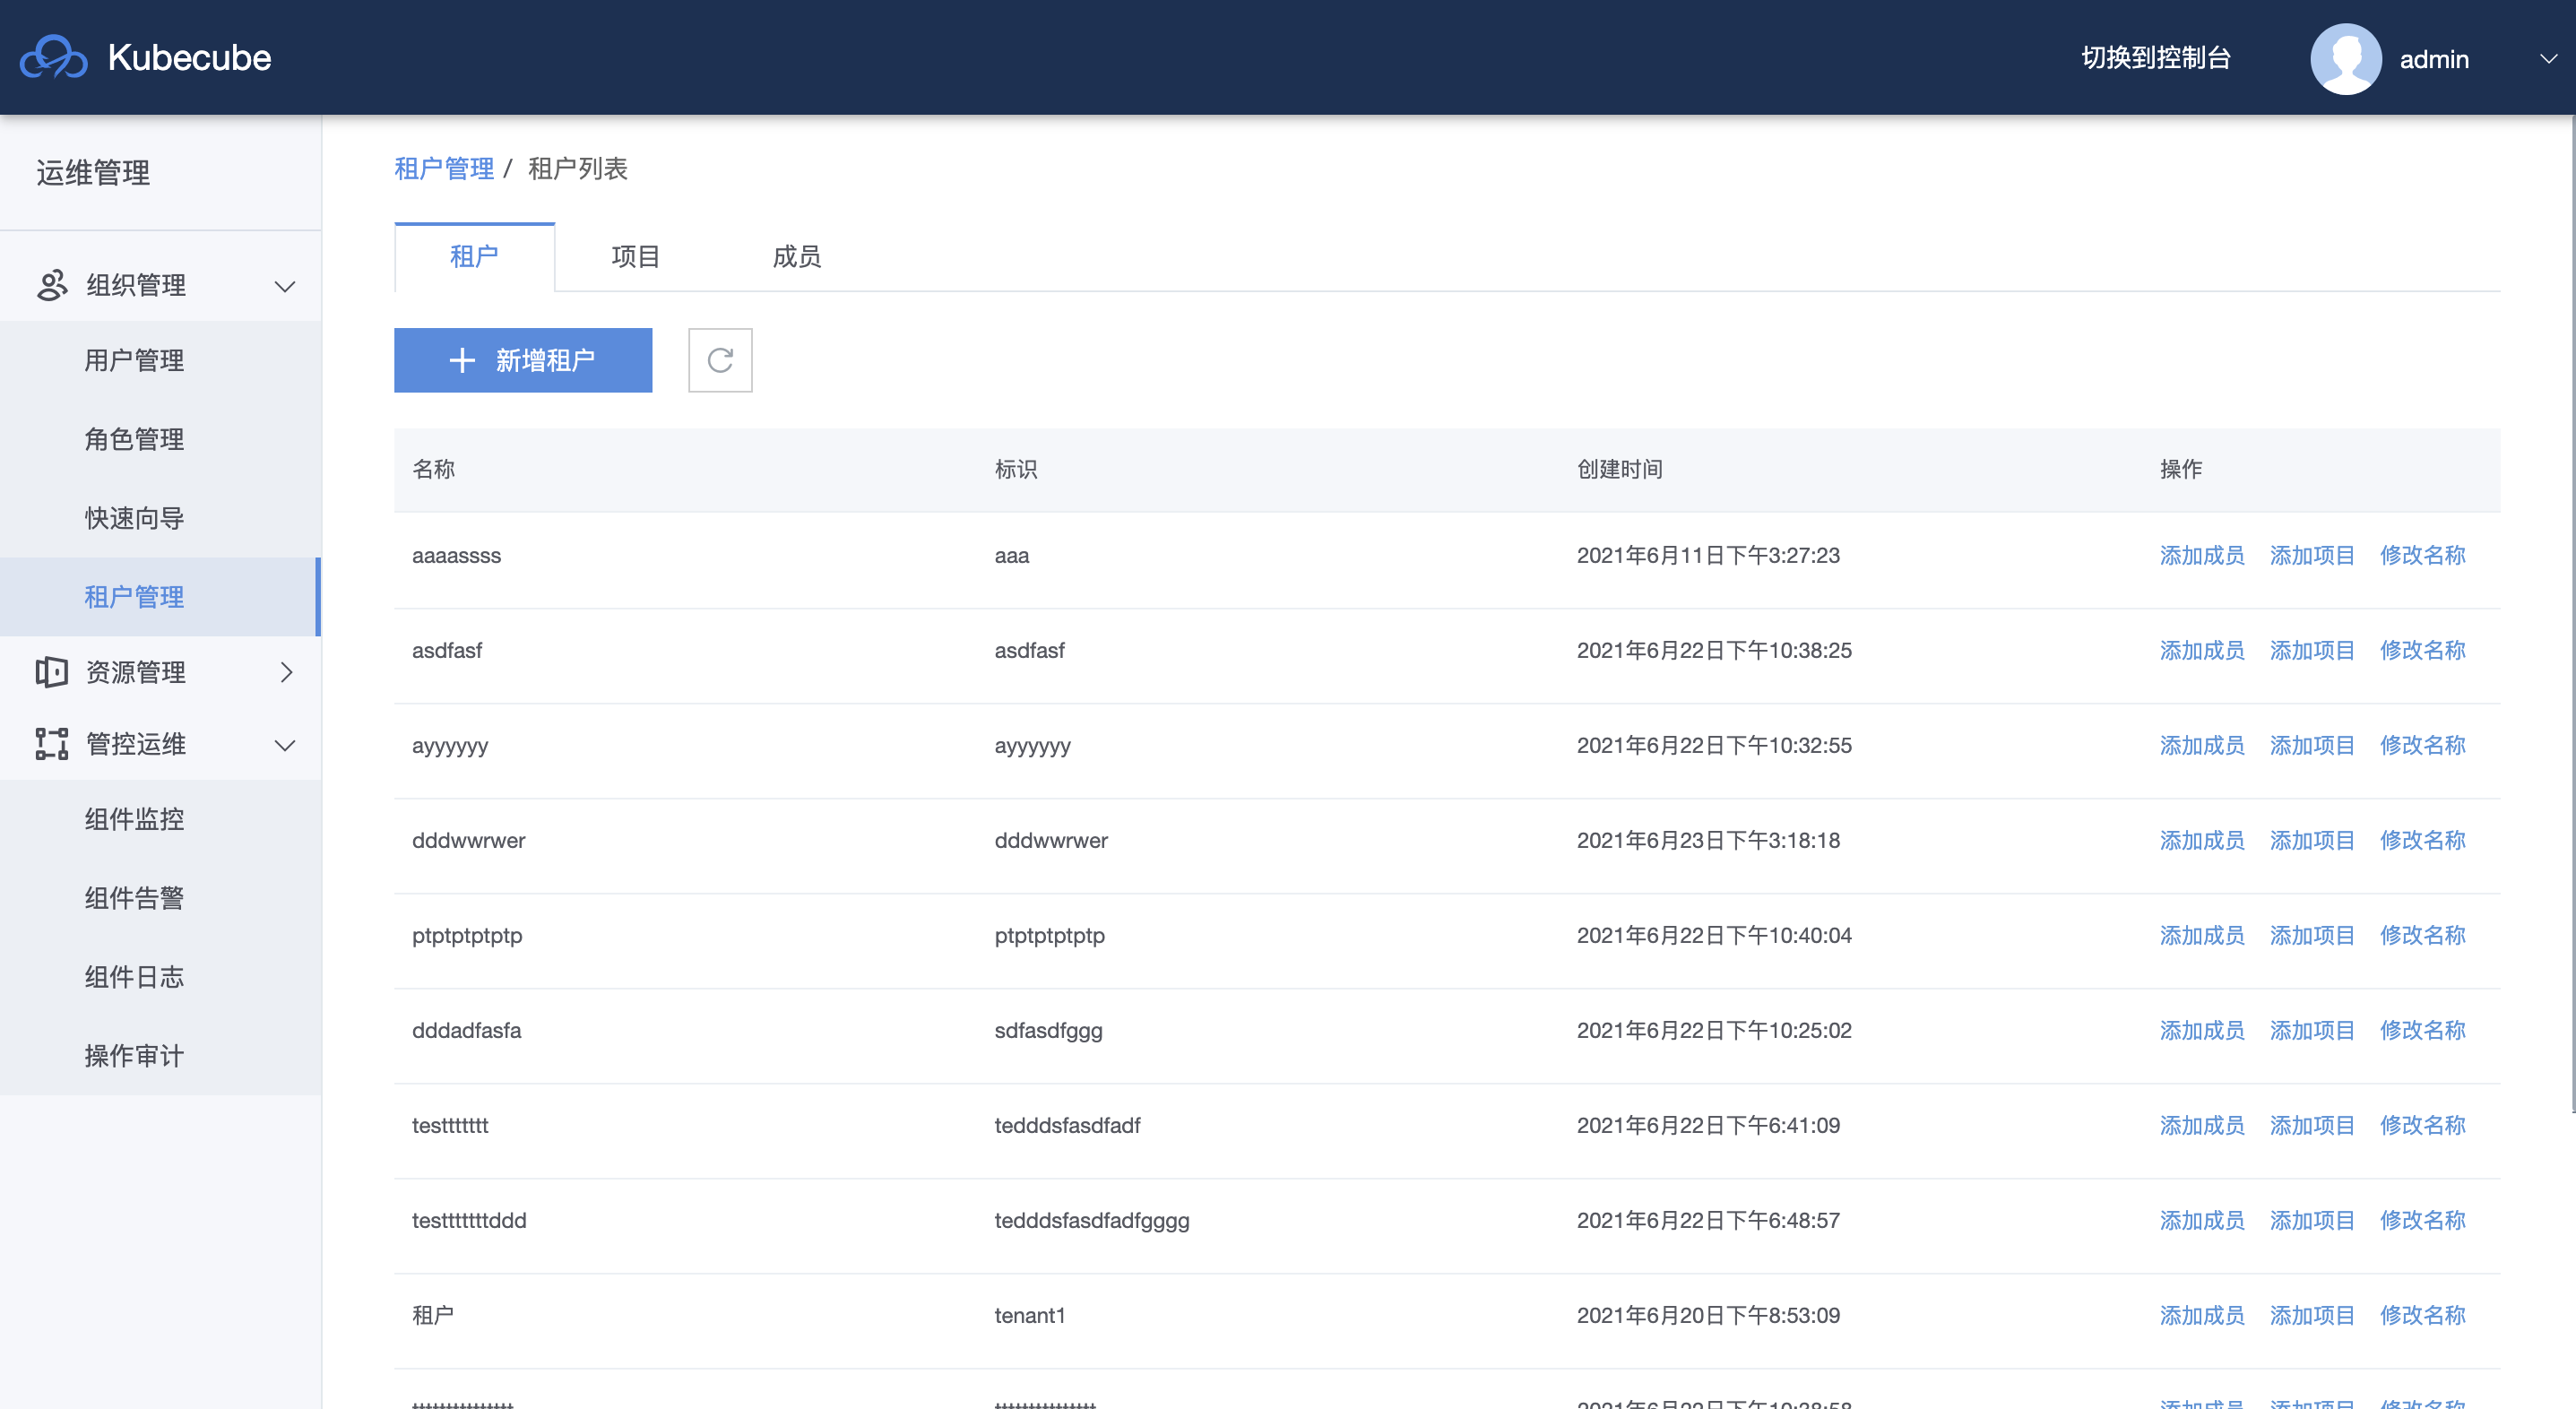 Kubecube
切换到控制台 admin
运维管理
组织管理
用户管理
角色管理
快速向导
租户管理
资源管理
管控运维
组件监控
组件告警
组件日志
操作审计
租户管理 / 租户列表
租户 项目 成员
新增租户
名称 标识 创建时间 操作
aaaassss aaa 2021年6月11日下午3:27:23 添加成员 添加项目 修改名称
asdfasf asdfasf 2021年6月22日下午10:38:25 添加成员 添加项目 修改名称
ayyyyyy ayyyyyy 2021年6月22日下午10:32:55 添加成员 添加项目 修改名称
dddwwrwer dddwwrwer 2021年6月23日下午3:18:18 添加成员 添加项目 修改名称
ptptptptptp ptptptptptp 2021年6月22日下午10:40:04 添加成员 添加项目 修改名称
dddadfasfa sdfasdfggg 2021年6月22日下午10:25:02 添加成员 添加项目 修改名称
testttttttt tedddsfasdfadf 2021年6月22日下午6:41:09 添加成员 添加项目 修改名称
testttttttddd tedddsfasdfadfgggg 2021年6月22日下午6:48:57 添加成员 添加项目 修改名称
租户 tenant1 2021年6月20日下午8:53:09 添加成员 添加项目 修改名称
2021年6月22日下午10:38:58 添加成员 添加项目 修改名称